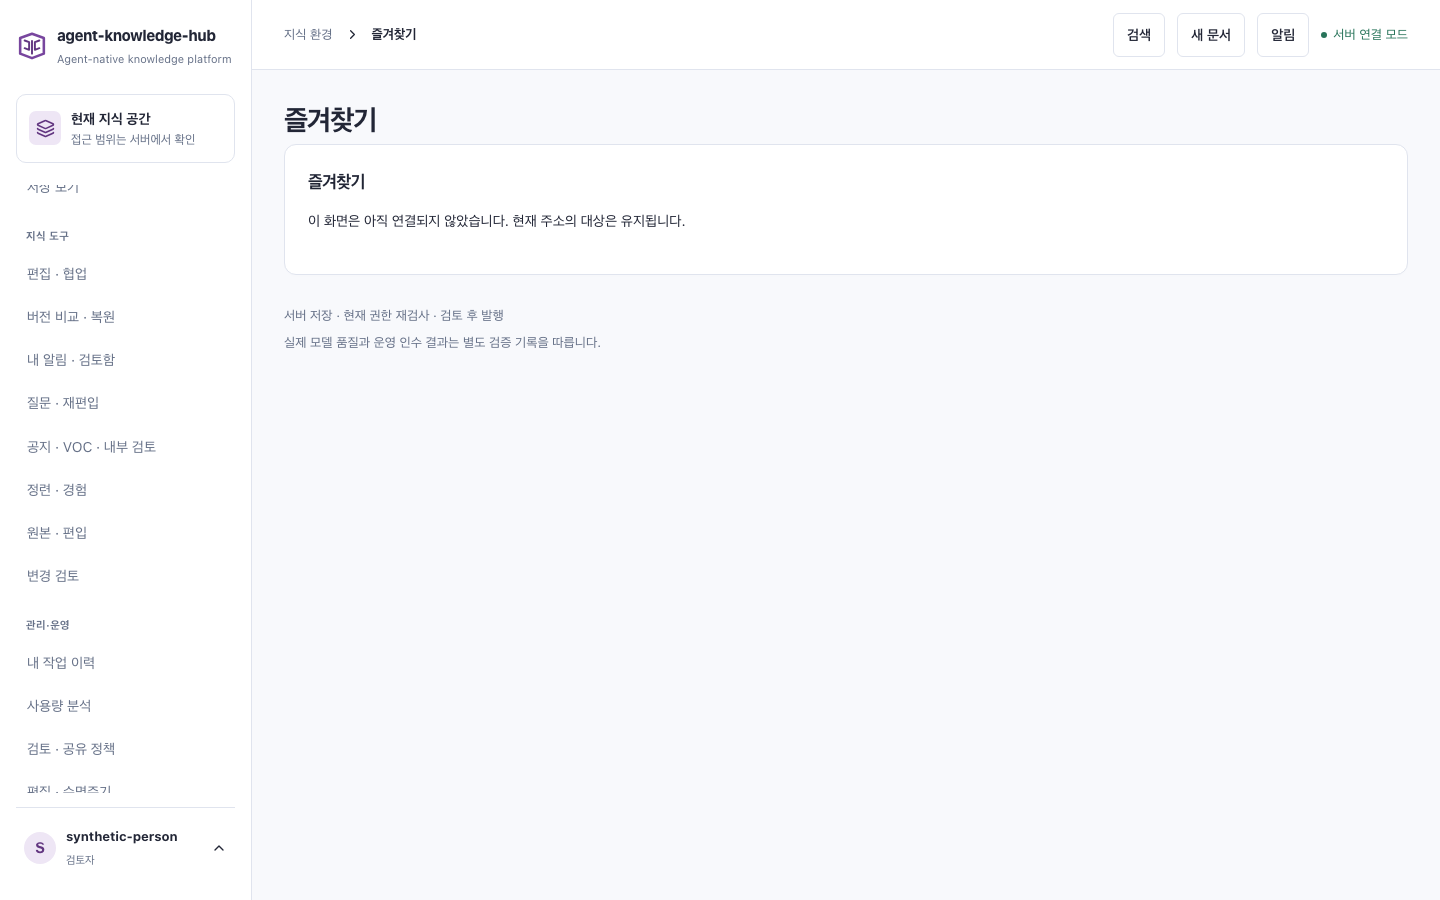 agent-knowledge-hub
Agent-native knowledge platform
현재 지식 공간
접근 범위는 서버에서 확인
저장 보기
지식 도구
편집 · 협업
버전 비교 · 복원
내 알림 · 검토함
질문 · 재편입
공지 · VOC · 내부 검토
정련 · 경험
원본 · 편입
변경 검토
관리·운영
내 작업 이력
사용량 분석
검토 · 공유 정책
편집 · 수명주기
S
synthetic-person
검토자
지식 환경
즐겨찾기
검색
새 문서
알림
서버 연결 모드
즐겨찾기
즐겨찾기
이 화면은 아직 연결되지 않았습니다. 현재 주소의 대상은 유지됩니다.
서버 저장 · 현재 권한 재검사 · 검토 후 발행
실제 모델 품질과 운영 인수 결과는 별도 검증 기록을 따릅니다.